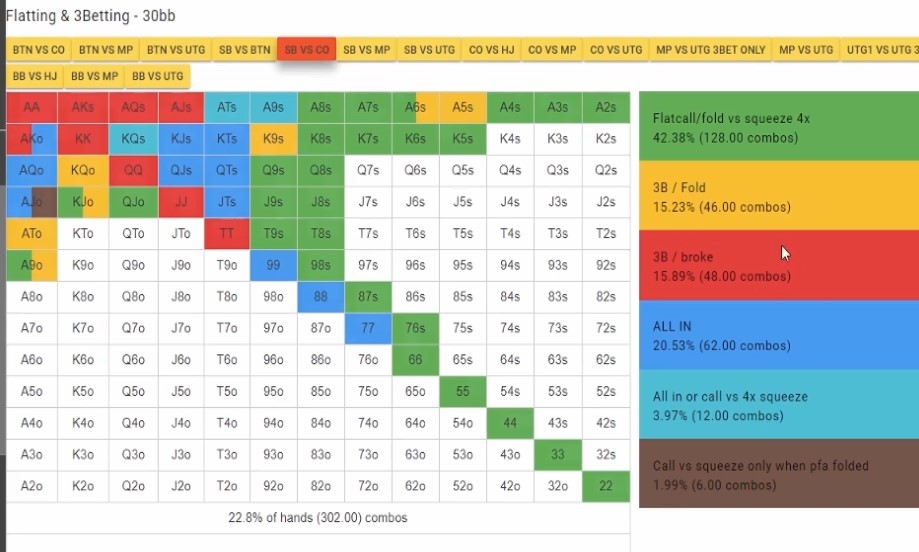 Flatting & 3Betting - 30bb
BTN VS CO BTN VS MP BTN VS UTG SB VS BTN SB VS CO SB VS MP SB VS UTG CO VS HJ CO VS MP CO VS UTG MP VS UTG 3BET ONLY MP VS UTG UTG1 VS UTG 3
BB VS HJ BB VS MP BB VS UTG
AA AKs AQs AJs ATs A9s A8s A7s A6s A5s A4s A3s A2s
AKo KK KQs KJs KTs K9s K8s K7s K6s K5s K4s K3s K2s
AQo KQo QQ QJs QTs Q9s Q8s Q7s Q6s Q5s Q4s Q3s Q2s
AJo KJo QJo JJ JTs J9s J8s J7s J6s J5s J4s J3s J2s
ATo KTo QTo JTo TT T9s T8s T7s T6s T5s T4s T3s T2s
A9o K9o Q9o J9o T9o 99 98s 97s 96s 95s 94s 93s 92s
A8o K8o Q8o J8o T8o 98o 88 87s 86s 85s 84s 83s 82s
A7o K7o Q7o J7o T7o 97o 87o 77 76s 75s 74s 73s 72s
A6o K6o Q6o J6o T6o 96o 86o 76o 66 65s 64s 63s 62s
A5o K5o Q5o J5o T5o 95o 85o 75o 65o 55 54s 53s 52s
A4o K4o Q4o J4o T4o 94o 84o 74o 64o 54o 44 43s 42s
A3o K3o Q3o J3o T3o 93o 83o 73o 63o 53o 43o 33 32s
A2o K2o Q2o J2o T2o 92o 82o 72o 62o 52o 42o 32o 22
22.8% of hands (302.00) combos
Flatcall/fold vs squeeze 4x
42.38% (128.00 combos)
3B / Fold
15.23% (46.00 combos)
3B / broke
15.89% (48.00 combos)
ALL IN
20.53% (62.00 combos)
All in or call vs 4x squeeze
3.97% (12.00 combos)
Call vs squeeze only when pfa folded
1.99% (6.00 combos)